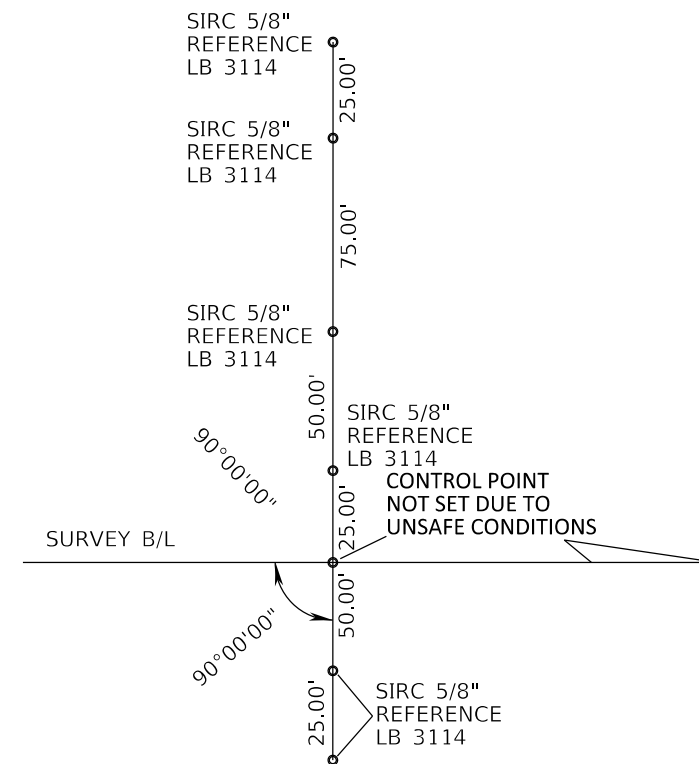 SIRC 5/8"
REFERENCE
LB 3114
25.00'
SIRC 5/8"
REFERENCE
LB 3114
75.00'
SIRC 5/8"
REFERENCE
LB 3114
50.00'
SIRC 5/8"
REFERENCE
LB 3114
90°00'00"
25.00'
CONTROL POINT
NOT SET DUE TO
UNSAFE CONDITIONS
SURVEY B/L
90°00'00"
50.00'
25.00'
SIRC 5/8"
REFERENCE
LB 3114